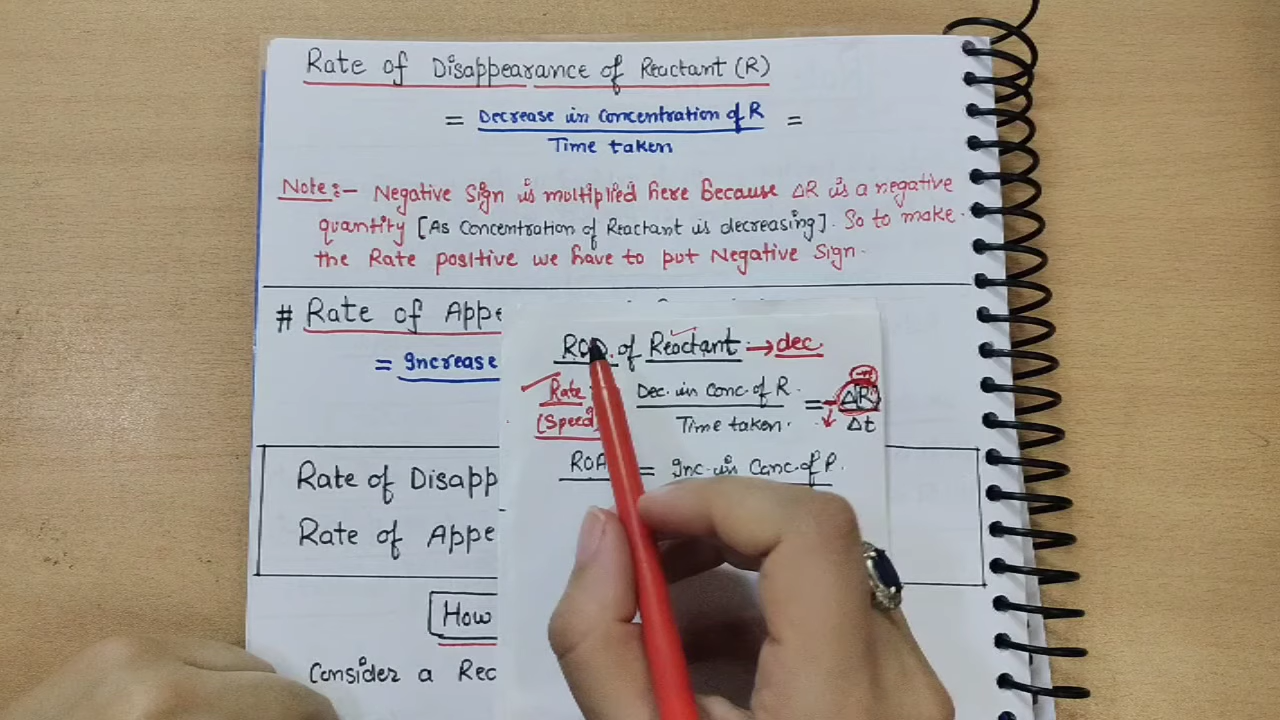 Rate of Disappearance of Reactant (R)
= Decrease in Concentration of R =
Time taken
Note:- Negative Sign is multiplied here Because ΔR is a negative
quantity [As Concentration of Reactant is decreasing]. So to make
the Rate positive we have to put Negative Sign.
# Rate of Appe
= Increase
Rate of Disapp
Rate of Appe
How
Consider a Rec
of Reactant → dec.
Rate Dec. in Conc. of R. = - Δ[R]
(Speed) Time taken. Δt
ROA = Inc. in Conc. of P.